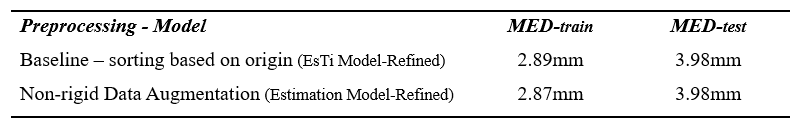 Preprocessing - Model MED-train MED-test
Baseline – sorting based on origin (EsTi Model-Refined) 2.89mm 3.98mm
Non-rigid Data Augmentation (Estimation Model-Refined) 2.87mm 3.98mm